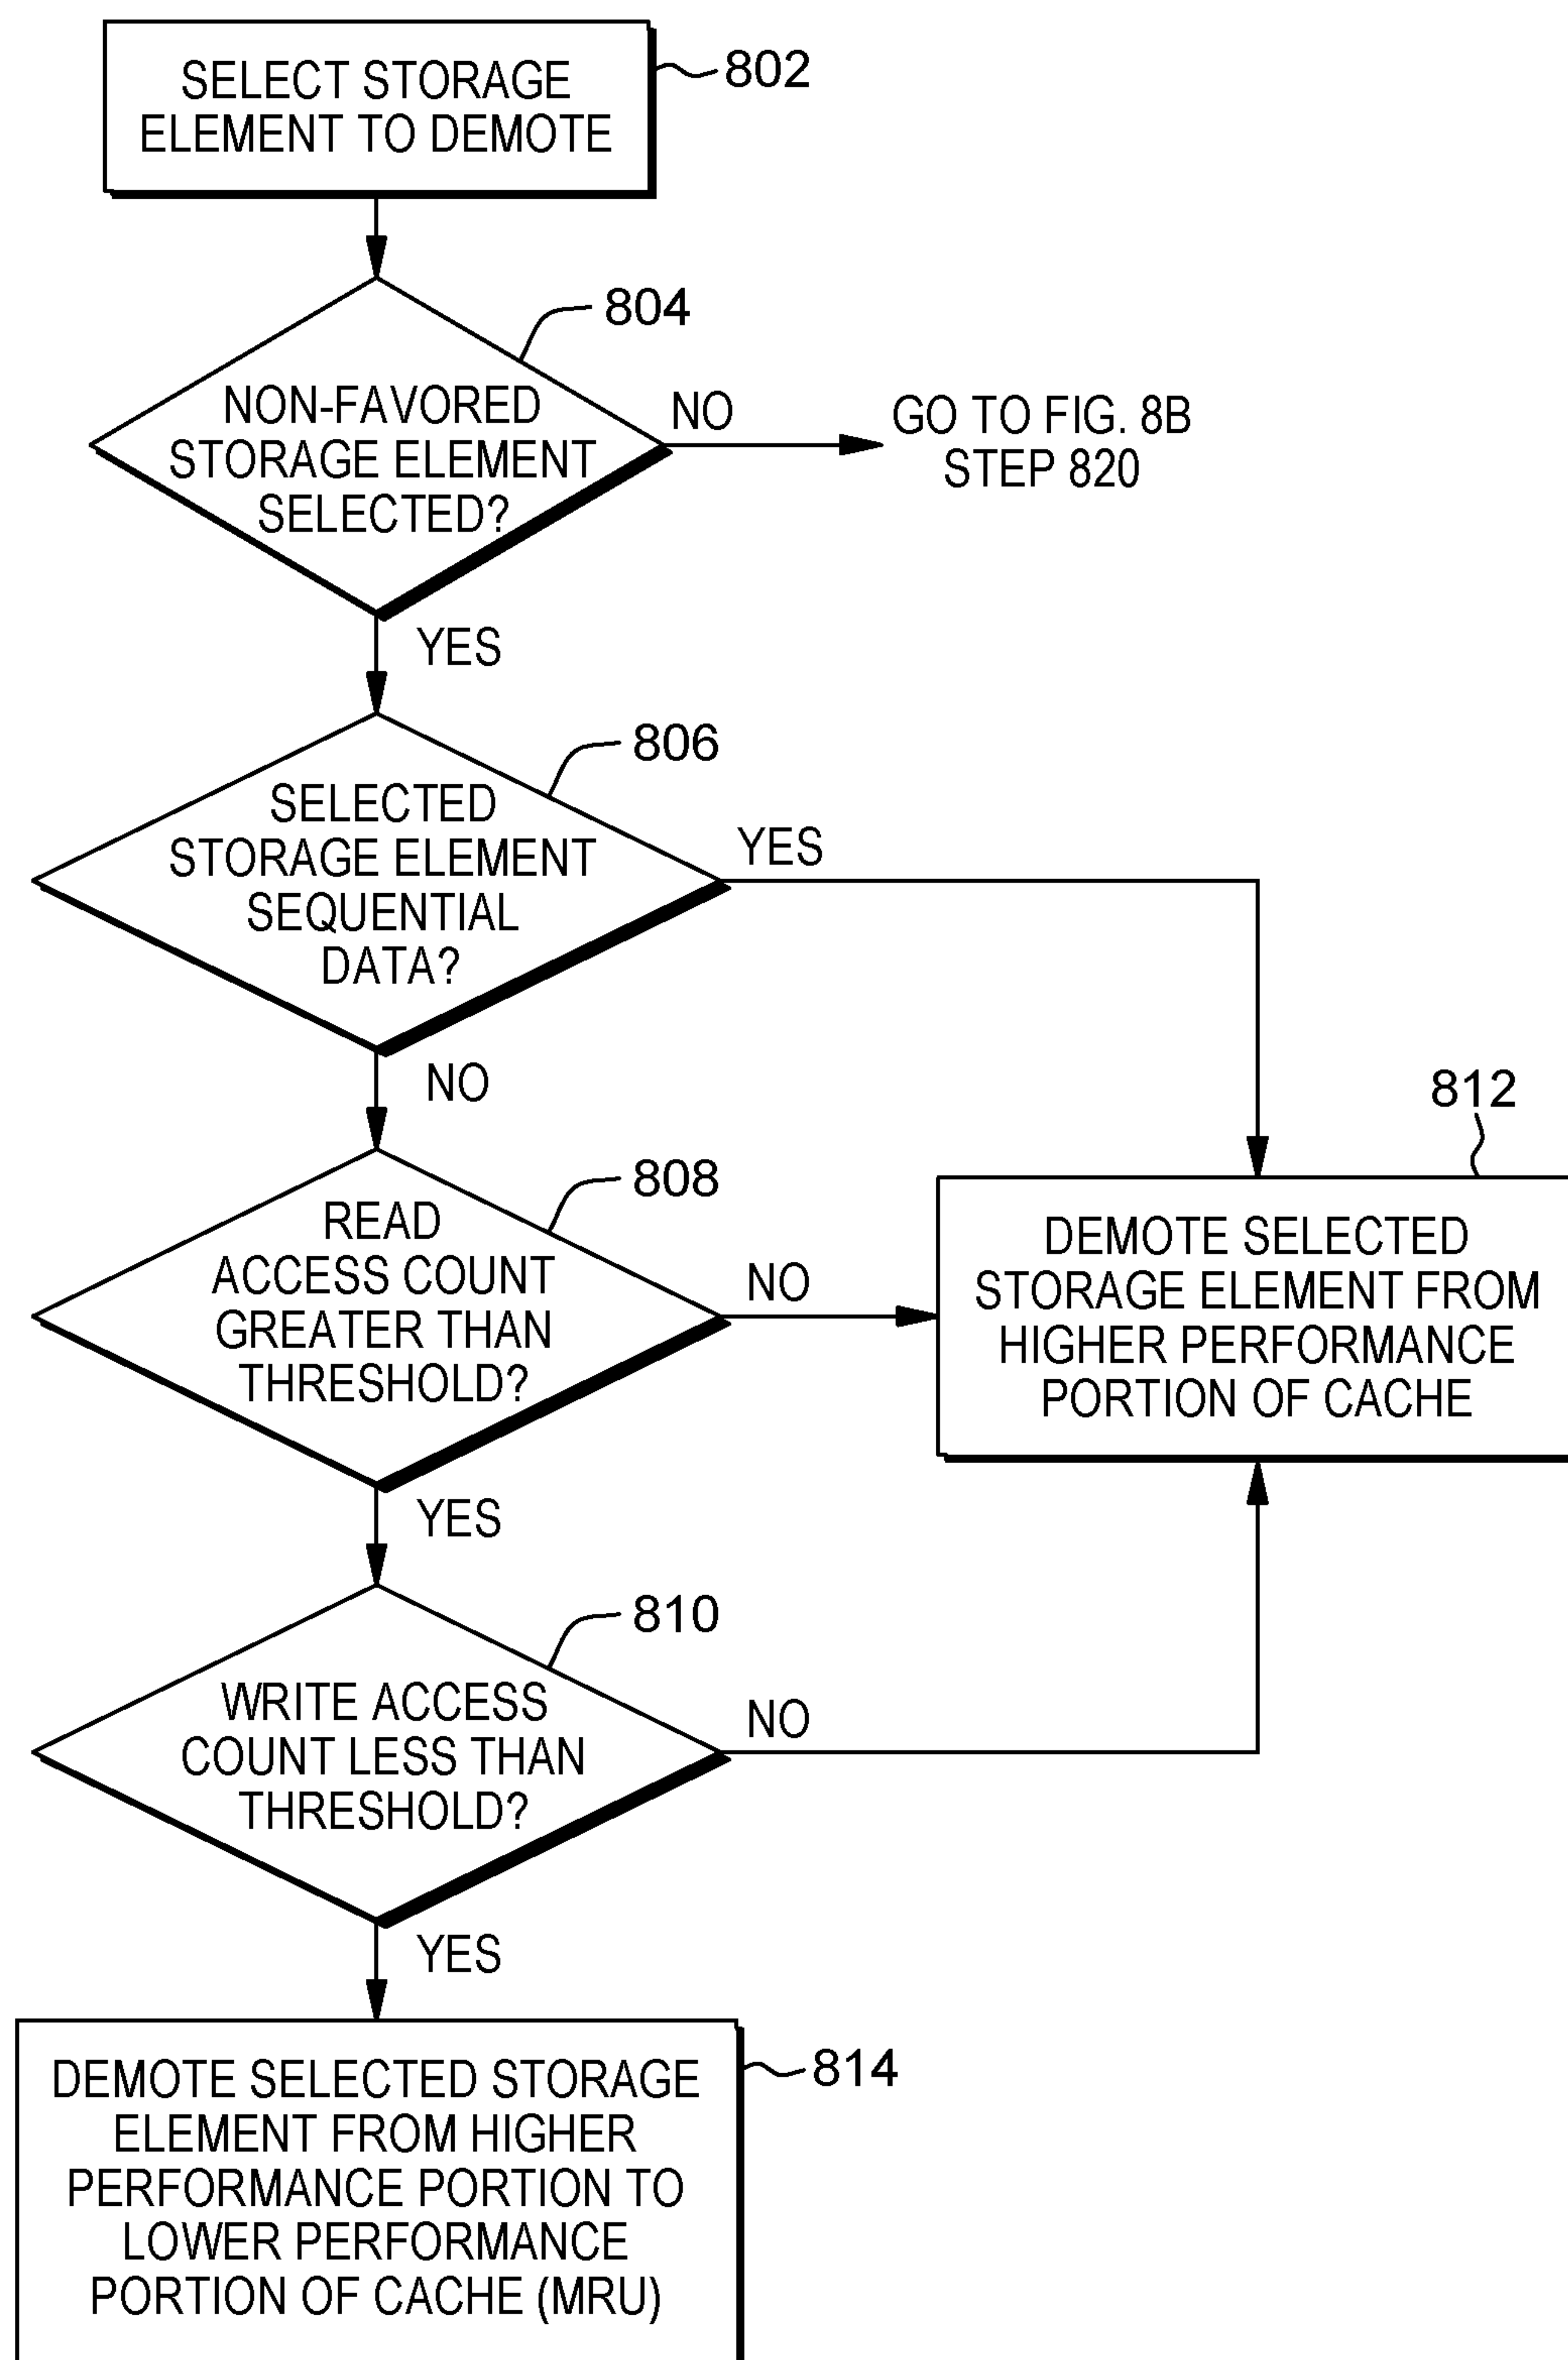 SELECT STORAGE
ELEMENT TO DEMOTE
802
804
NON-FAVORED
STORAGE ELEMENT
SELECTED?
NO
GO TO FIG. 8B
STEP 820
YES
806
SELECTED
STORAGE ELEMENT
SEQUENTIAL
DATA?
YES
NO
808
READ
ACCESS COUNT
GREATER THAN
THRESHOLD?
NO
812
DEMOTE SELECTED
STORAGE ELEMENT FROM
HIGHER PERFORMANCE
PORTION OF CACHE
YES
810
WRITE ACCESS
COUNT LESS THAN
THRESHOLD?
NO
YES
814
DEMOTE SELECTED STORAGE
ELEMENT FROM HIGHER
PERFORMANCE PORTION TO
LOWER PERFORMANCE
PORTION OF CACHE (MRU)